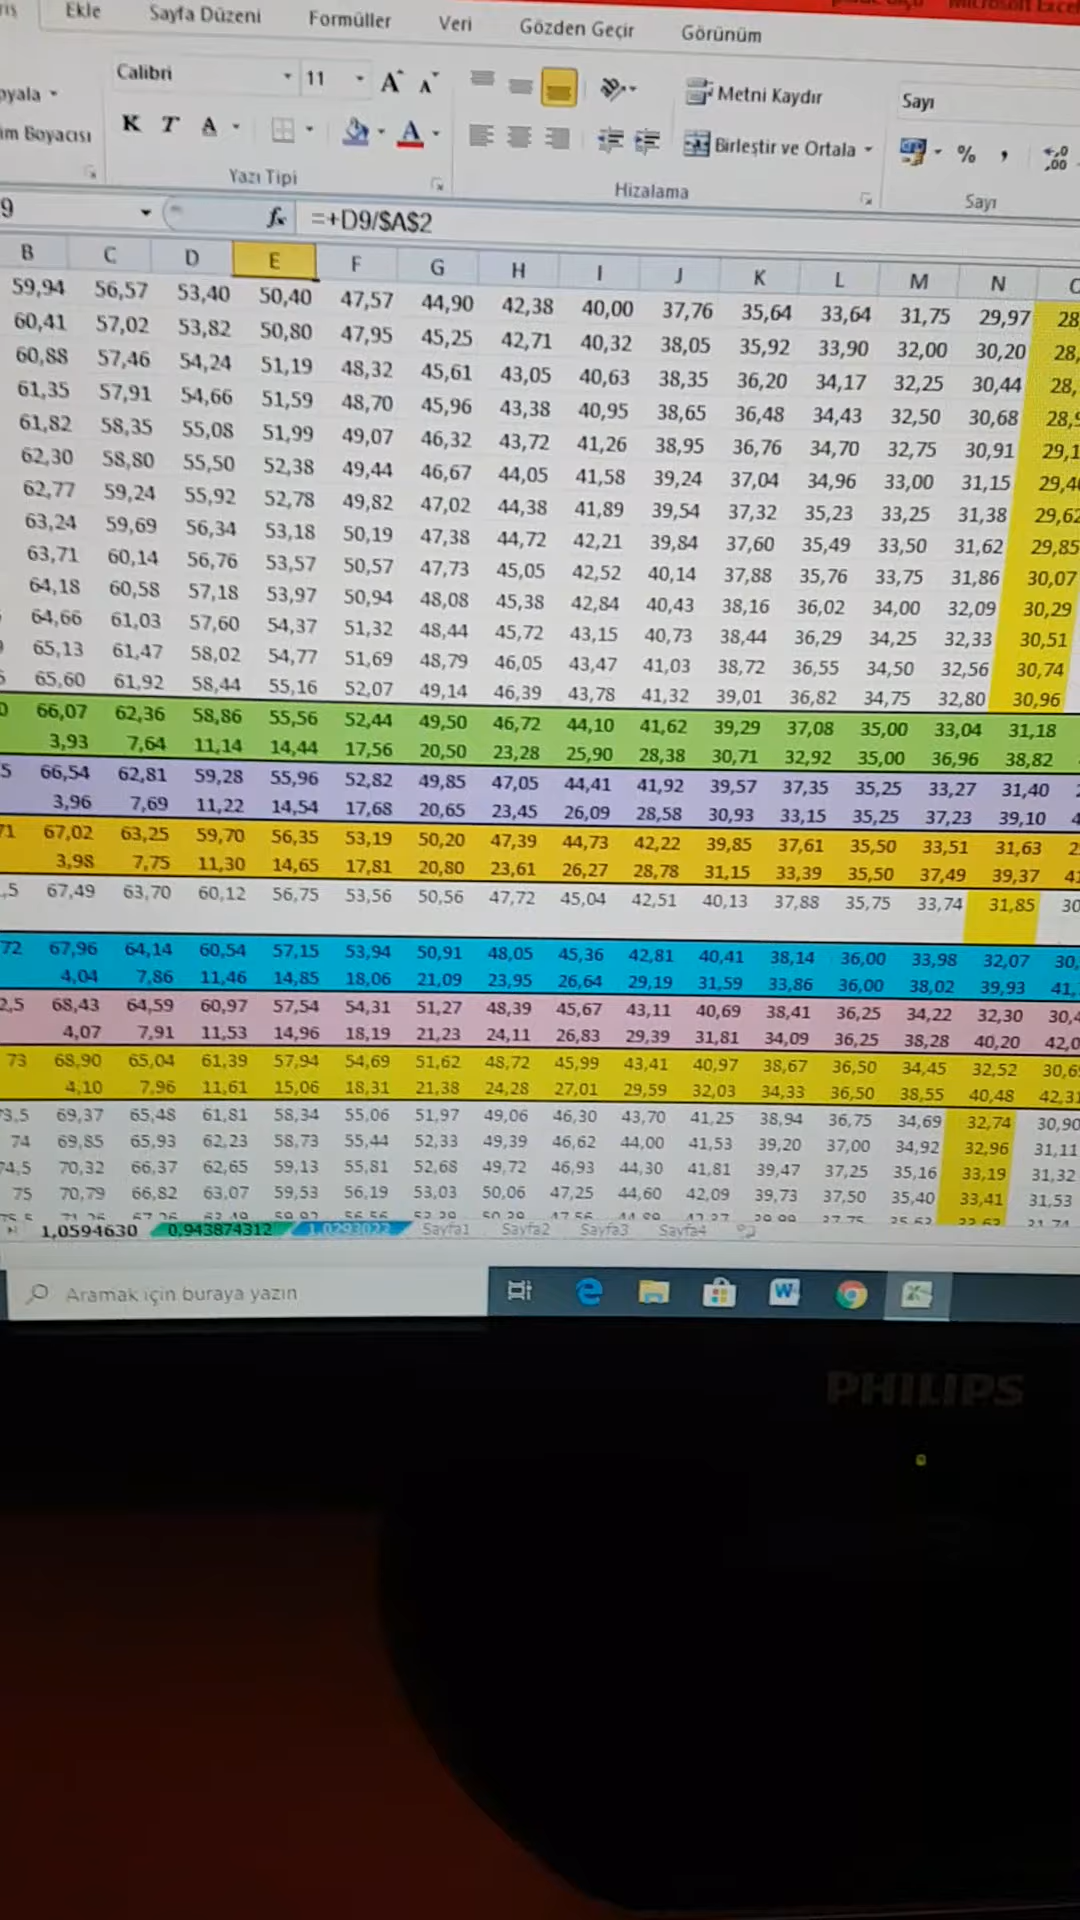 Ekle Sayfa Düzeni Formüller Veri Gözden Geçir Görünüm
Calibri 11 A A Metni Kaydır Sayı
K T A A Birleştir ve Ortala % ,00
Yazı Tipi Hizalama Sayı
9 fx =+D9/$A$2
B C D E F G H I J K L M N
59,94 56,57 53,40 50,40 47,57 44,90 42,38 40,00 37,76 35,64 33,64 31,75 29,97 28
60,41 57,02 53,82 50,80 47,95 45,25 42,71 40,32 38,05 35,92 33,90 32,00 30,20 28,
60,88 57,46 54,24 51,19 48,32 45,61 43,05 40,63 38,35 36,20 34,17 32,25 30,44 28,
61,35 57,91 54,66 51,59 48,70 45,96 43,38 40,95 38,65 36,48 34,43 32,50 30,68 28,9
61,82 58,35 55,08 51,99 49,07 46,32 43,72 41,26 38,95 36,76 34,70 32,75 30,91 29,1
62,30 58,80 55,50 52,38 49,44 46,67 44,05 41,58 39,24 37,04 34,96 33,00 31,15 29,4
62,77 59,24 55,92 52,78 49,82 47,02 44,38 41,89 39,54 37,32 35,23 33,25 31,38 29,62
63,24 59,69 56,34 53,18 50,19 47,38 44,72 42,21 39,84 37,60 35,49 33,50 31,62 29,85
63,71 60,14 56,76 53,57 50,57 47,73 45,05 42,52 40,14 37,88 35,76 33,75 31,86 30,07
64,18 60,58 57,18 53,97 50,94 48,08 45,38 42,84 40,43 38,16 36,02 34,00 32,09 30,29
64,66 61,03 57,60 54,37 51,32 48,44 45,72 43,15 40,73 38,44 36,29 34,25 32,33 30,51
65,13 61,47 58,02 54,77 51,69 48,79 46,05 43,47 41,03 38,72 36,55 34,50 32,56 30,74
65,60 61,92 58,44 55,16 52,07 49,14 46,39 43,78 41,32 39,01 36,82 34,75 32,80 30,96
0 66,07 62,36 58,86 55,56 52,44 49,50 46,72 44,10 41,62 39,29 37,08 35,00 33,04 31,18
3,93 7,64 11,14 14,44 17,56 20,50 23,28 25,90 28,38 30,71 32,92 35,00 36,96 38,82
5 66,54 62,81 59,28 55,96 52,82 49,85 47,05 44,41 41,92 39,57 37,35 35,25 33,27 31,40
3,96 7,69 11,22 14,54 17,68 20,65 23,45 26,09 28,58 30,93 33,15 35,25 37,23 39,10 4
71 67,02 63,25 59,70 56,35 53,19 50,20 47,39 44,73 42,22 39,85 37,61 35,50 33,51 31,63
3,98 7,75 11,30 14,65 17,81 20,80 23,61 26,27 28,78 31,15 33,39 35,50 37,49 39,37 41
,5 67,49 63,70 60,12 56,75 53,56 50,56 47,72 45,04 42,51 40,13 37,88 35,75 33,74 31,85 30
72 67,96 64,14 60,54 57,15 53,94 50,91 48,05 45,36 42,81 40,41 38,14 36,00 33,98 32,07 30,
4,04 7,86 11,46 14,85 18,06 21,09 23,95 26,64 29,19 31,59 33,86 36,00 38,02 39,93 41,
2,5 68,43 64,59 60,97 57,54 54,31 51,27 48,39 45,67 43,11 40,69 38,41 36,25 34,22 32,30 30,4
4,07 7,91 11,53 14,96 18,19 21,23 24,11 26,83 29,39 31,81 34,09 36,25 38,28 40,20 42,0
73 68,90 65,04 61,39 57,94 54,69 51,62 48,72 45,99 43,41 40,97 38,67 36,50 34,45 32,52 30,6
4,10 7,96 11,61 15,06 18,31 21,38 24,28 27,01 29,59 32,03 34,33 36,50 38,55 40,48 42,31
73,5 69,37 65,48 61,81 58,34 55,06 51,97 49,06 46,30 43,70 41,25 38,94 36,75 34,69 32,74 30,90
74 69,85 65,93 62,23 58,73 55,44 52,33 49,39 46,62 44,00 41,53 39,20 37,00 34,92 32,96 31,11
74,5 70,32 66,37 62,65 59,13 55,81 52,68 49,72 46,93 44,30 41,81 39,47 37,25 35,16 33,19 31,32
75 70,79 66,82 63,07 59,53 56,19 53,03 50,06 47,25 44,60 42,09 39,73 37,50 35,40 33,41 31,53
1,0594630 0,943874312 1,0293022 Sayfa1 Sayfa2 Sayfa3 Sayfa4
Aramak için buraya yazın
PHILIPS